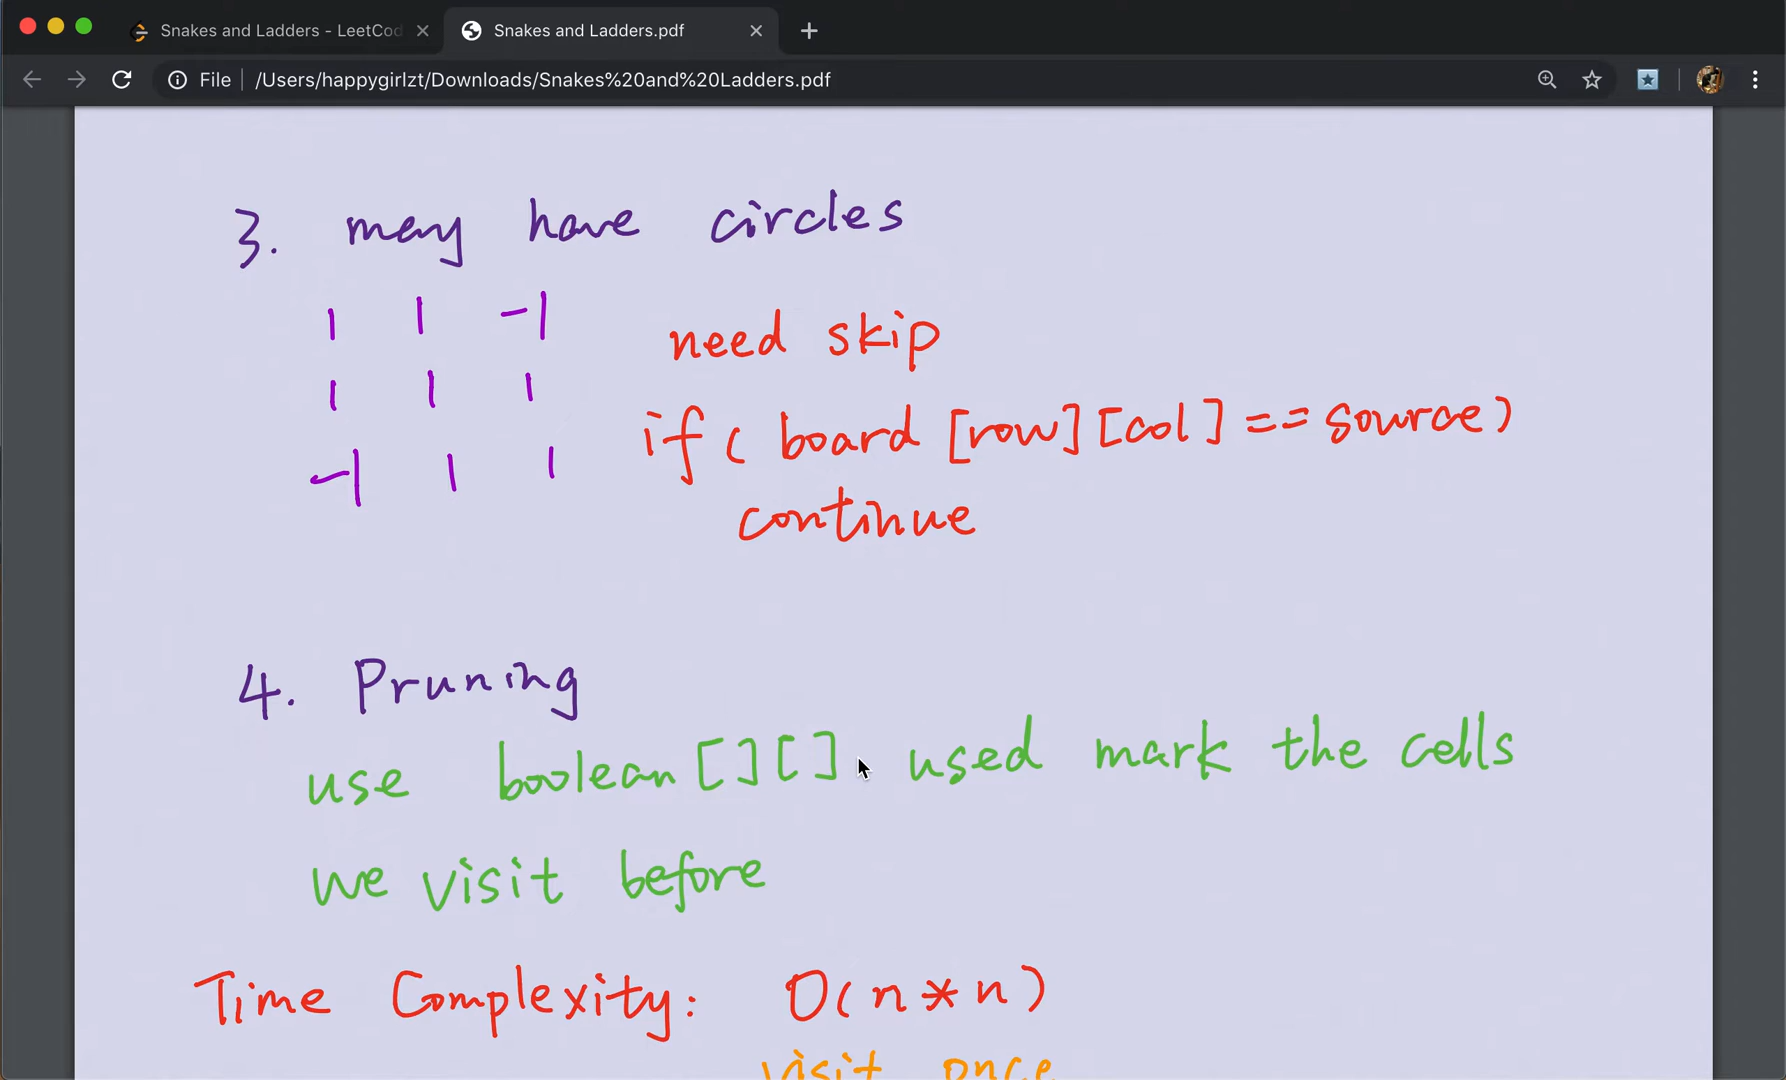 Snakes and Ladders - LeetCod
Snakes and Ladders.pdf
File /Users/happygirlzt/Downloads/Snakes%20and%20Ladders.pdf
3. may have circles
1 1 -1
need skip
1 1 1
if ( board [row][col] == source)
-1 1 1
continue
4. Pruning
use boolean[][] used mark the cells
we visit before
Time Complexity: O(n*n)
visit once